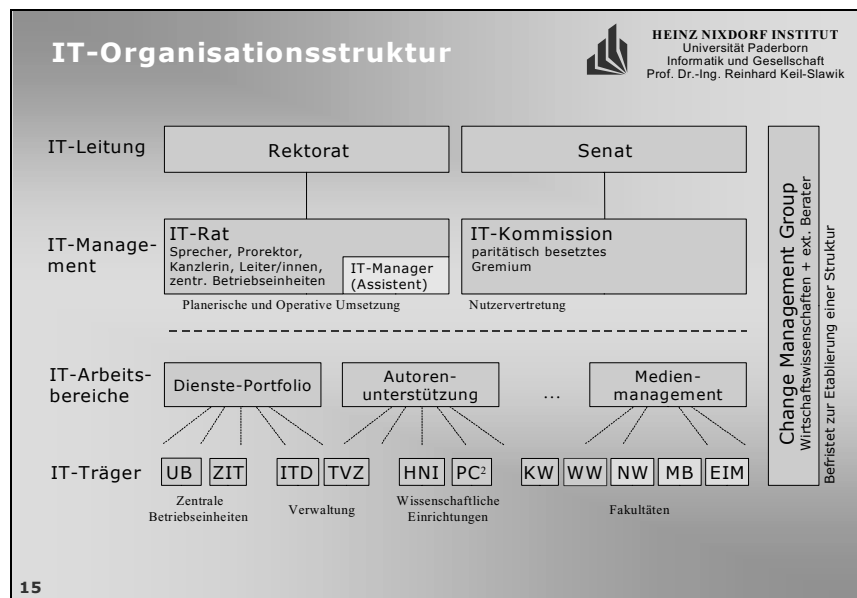 IT-Organisationsstruktur
HEINZ NIXDORF INSTITUT
Universität Paderborn
Informatik und Gesellschaft
Prof. Dr.-Ing. Reinhard Keil-Slawik
IT-Leitung
Rektorat
Senat
IT-Manage-
ment
IT-Rat
Sprecher, Prorektor,
Kanzlerin, Leiter/innen,
zentr. Betriebseinheiten
IT-Manager
(Assistent)
Planerische und Operative Umsetzung
IT-Kommission
paritätisch besetztes
Gremium
Nutzervertretung
IT-Arbeits-
bereiche
Dienste-Portfolio
Autoren-
unterstützung
...
Medien-
management
IT-Träger
UB ZIT ITD TVZ HNI PC² KW WW NW MB EIM
Zentrale
Betriebseinheiten
Verwaltung
Wissenschaftliche
Einrichtungen
Fakultäten
Change Management Group
Wirtschaftswissenschaften + ext. Berater
Befristet zur Etablierung einer Struktur
15